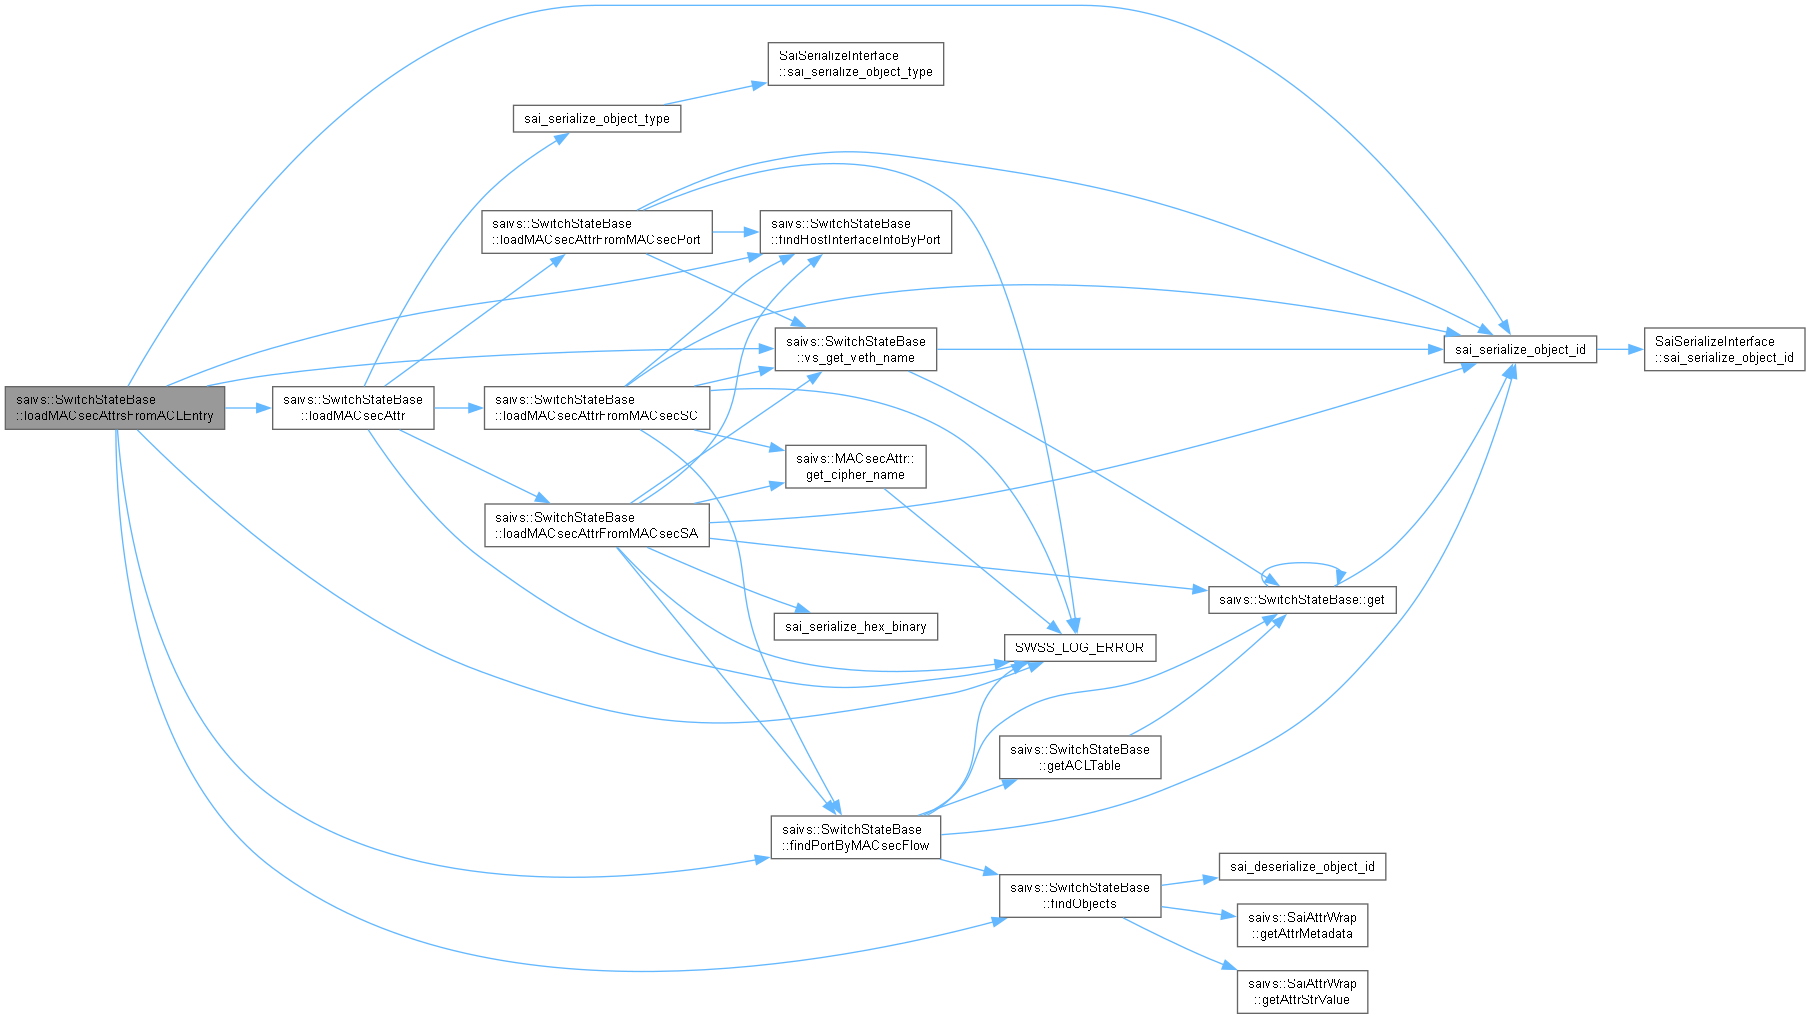 SaiSerializeInterface
::sai_serialize_object_type
sai_serialize_object_type
saivs::SwitchStateBase
::loadMACsecAttrFromMACsecPort
saivs::SwitchStateBase
::findHostInterfaceInfoByPort
saivs::SwitchStateBase
::vs_get_veth_name
sai_serialize_object_id
SaiSerializeInterface
::sai_serialize_object_id
saivs::SwitchStateBase
::loadMACsecAttrsFromACLEntry
saivs::SwitchStateBase
::loadMACsecAttr
saivs::SwitchStateBase
::loadMACsecAttrFromMACsecSC
saivs::MACsecAttr::
get_cipher_name
saivs::SwitchStateBase
::loadMACsecAttrFromMACsecSA
saivs::SwitchStateBase::get
sai_serialize_hex_binary
SWSS_LOG_ERROR
saivs::SwitchStateBase
::getACLTable
saivs::SwitchStateBase
::findPortByMACsecFlow
sai_deserialize_object_id
saivs::SwitchStateBase
::findObjects
saivs::SaiAttrWrap
::getAttrMetadata
saivs::SaiAttrWrap
::getAttrStrValue